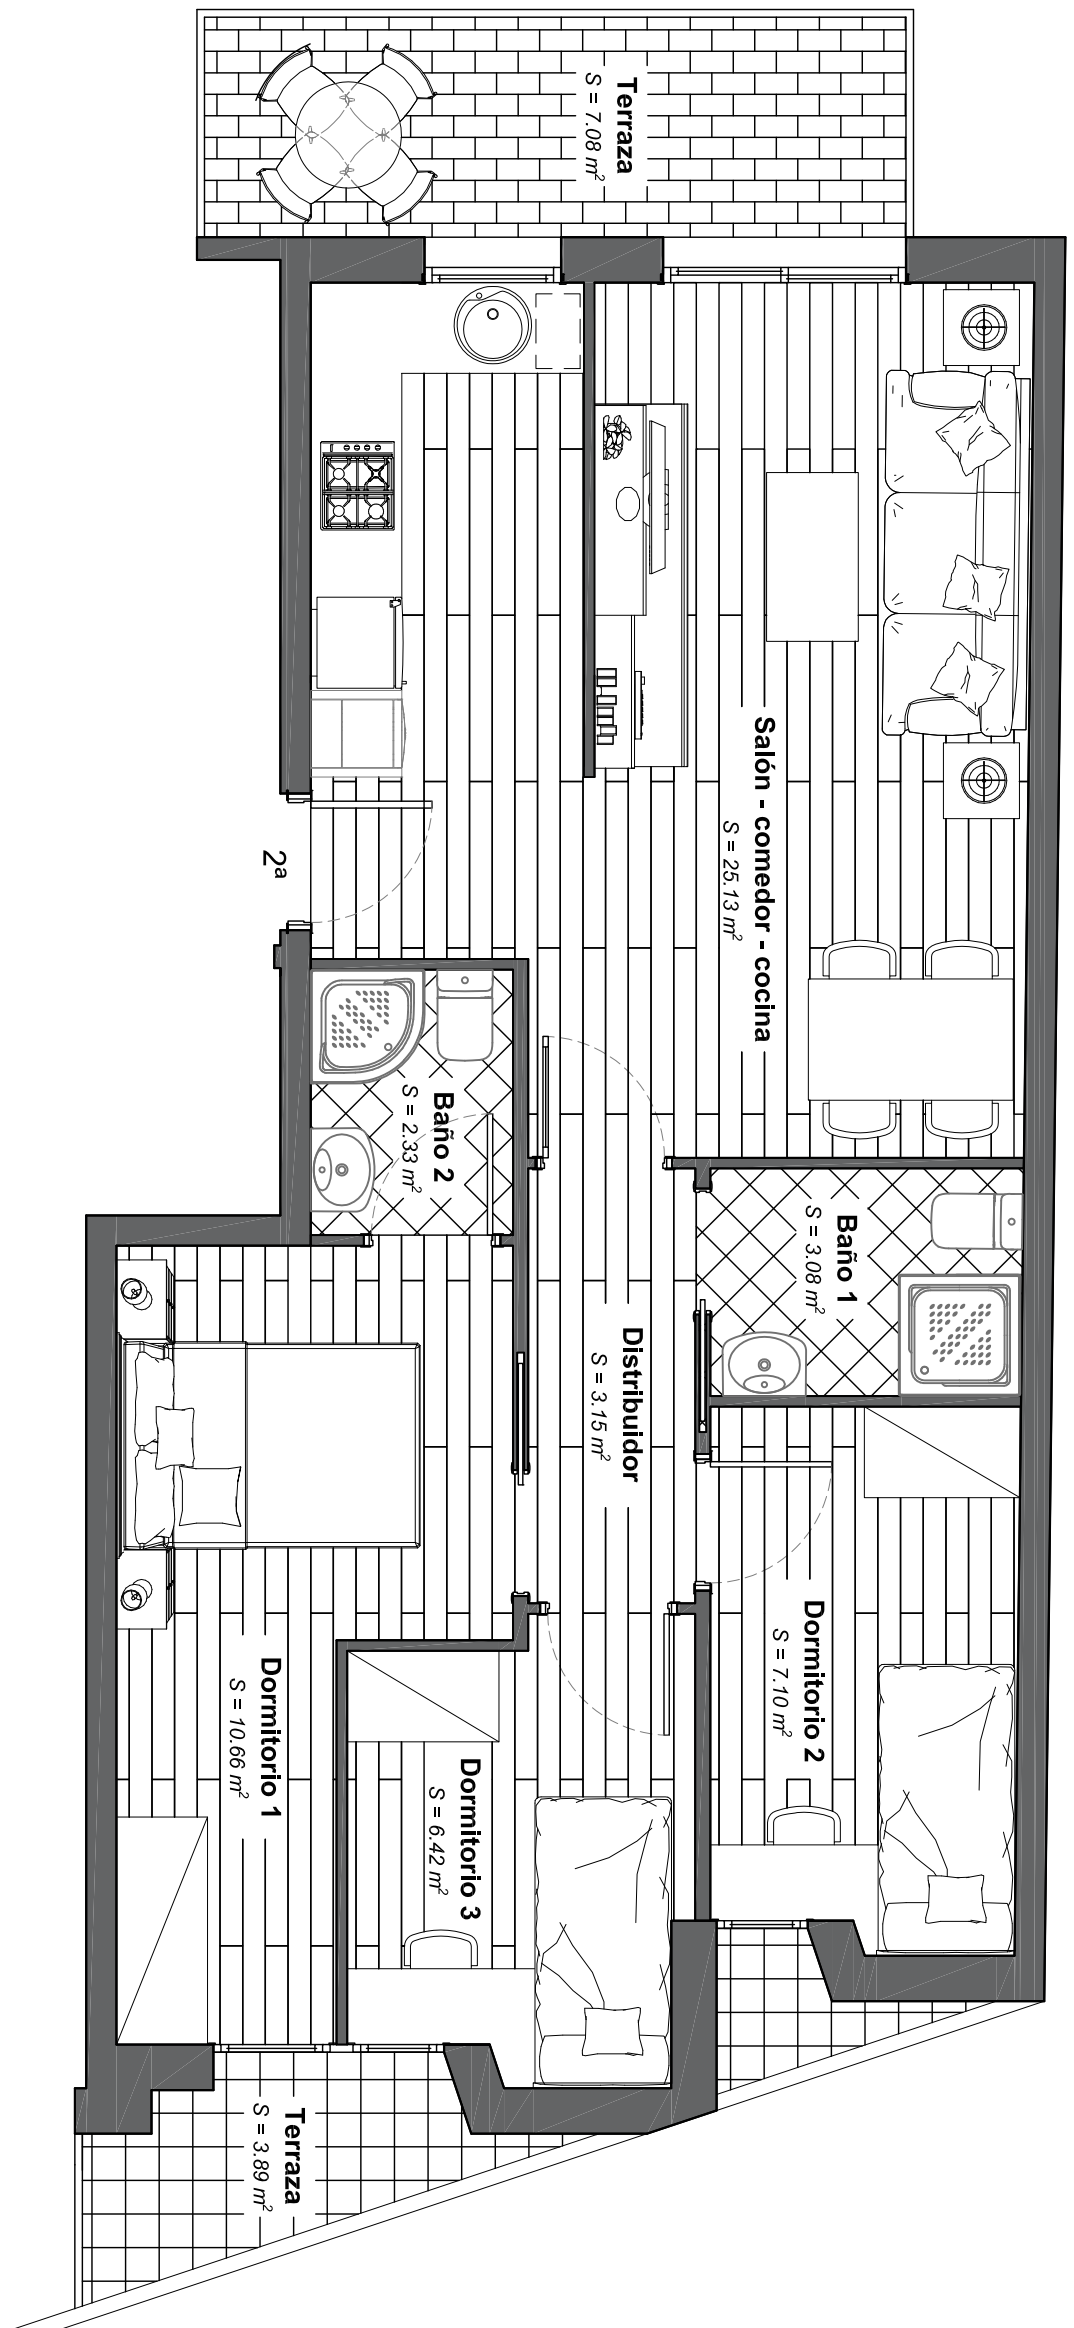 Terraza
S = 7.08 m²
Salón - comedor - cocina
S = 25.13 m²
2ª
Baño 2
S = 2.33 m²
Baño 1
S = 3.08 m²
Distribuidor
S = 3.15 m²
Dormitorio 2
S = 7.10 m²
Dormitorio 1
S = 10.66 m²
Dormitorio 3
S = 6.42 m²
Terraza
S = 3.89 m²